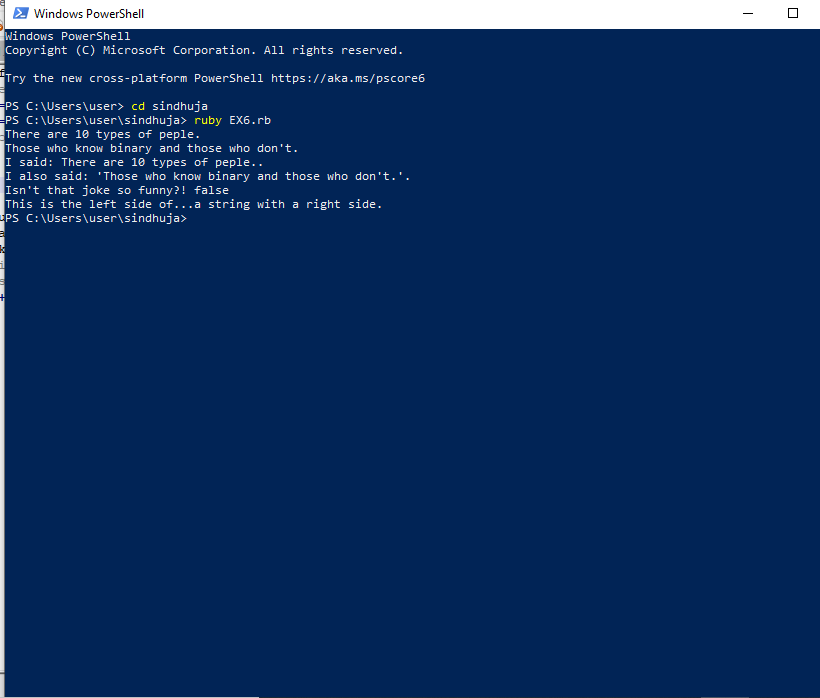 Windows PowerShell
Windows PowerShell
Copyright (C) Microsoft Corporation. All rights reserved.
Try the new cross-platform PowerShell https://aka.ms/pscore6
PS C:\Users\user> cd sindhuja
PS C:\Users\user\sindhuja> ruby EX6.rb
There are 10 types of peple.
Those who know binary and those who don't.
I said: There are 10 types of peple..
I also said: 'Those who know binary and those who don't.'.
Isn't that joke so funny?! false
This is the left side of...a string with a right side.
PS C:\Users\user\sindhuja>